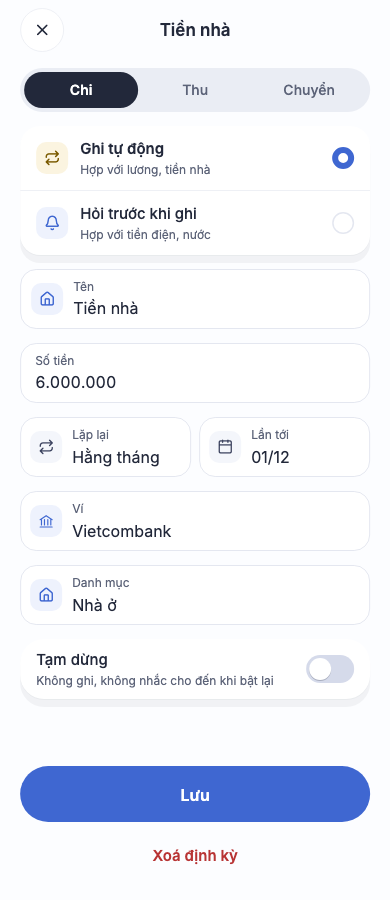 Tiền nhà
Chi
Thu
Chuyển
Ghi tự động
Hợp với lương, tiền nhà
Hỏi trước khi ghi
Hợp với tiền điện, nước
Tên
Tiền nhà
Số tiền
6.000.000
Lặp lại
Hằng tháng
Lần tới
01/12
Ví
Vietcombank
Danh mục
Nhà ở
Tạm dừng
Không ghi, không nhắc cho đến khi bật lại
Lưu
Xoá định kỳ